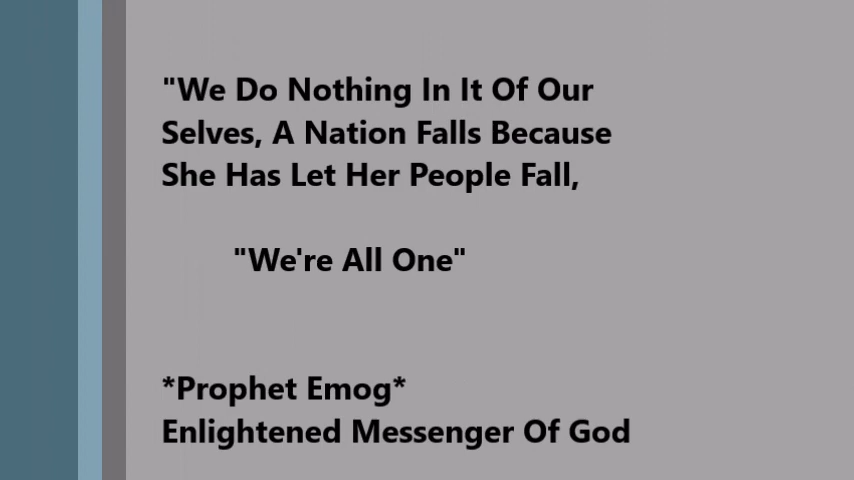 "We Do Nothing In It Of Our
Selves, A Nation Falls Because
She Has Let Her People Fall,
"We're All One"
*Prophet Emog*
Enlightened Messenger Of God